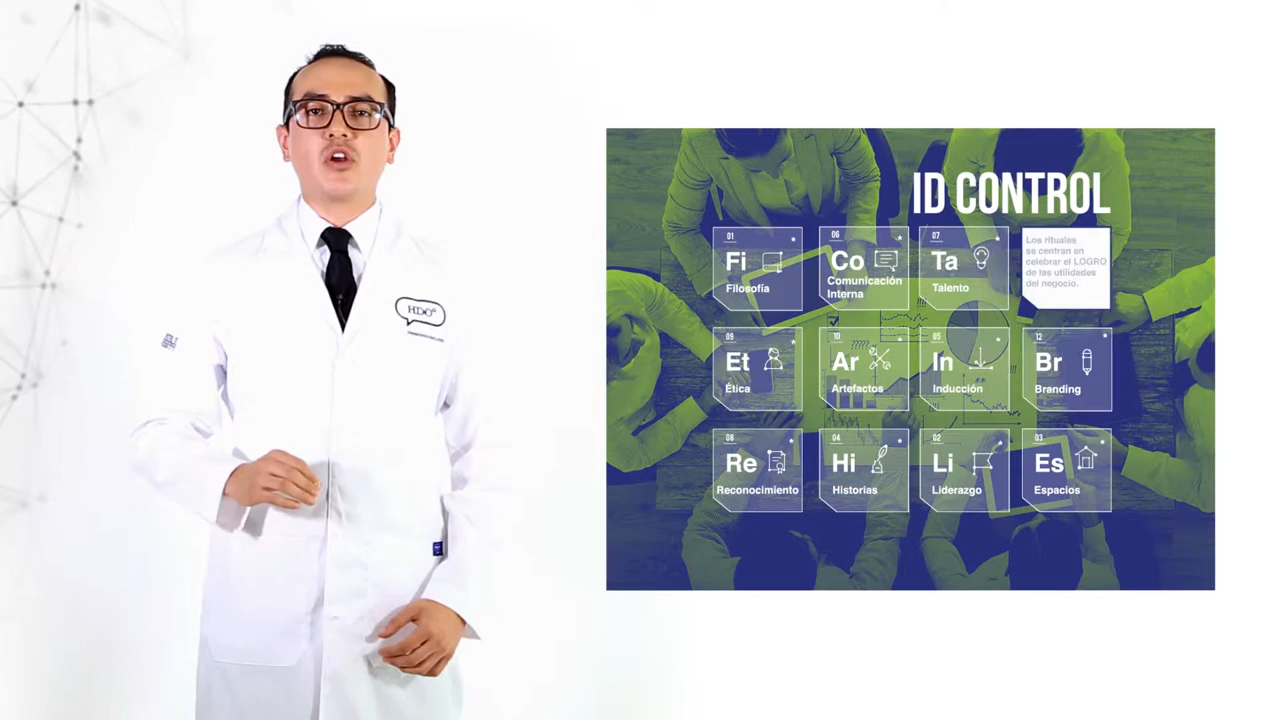 HDO
ID CONTROL
01
Fi
Filosofía
06
Co
Comunicación
Interna
07
Ta
Talento
Los rituales
se centran en
celebrar el LOGRO
de las utilidades
del negocio.
09
Et
Ética
10
Ar
Artefactos
05
In
Inducción
12
Br
Branding
08
Re
Reconocimiento
04
Hi
Historias
02
Li
Liderazgo
03
Es
Espacios